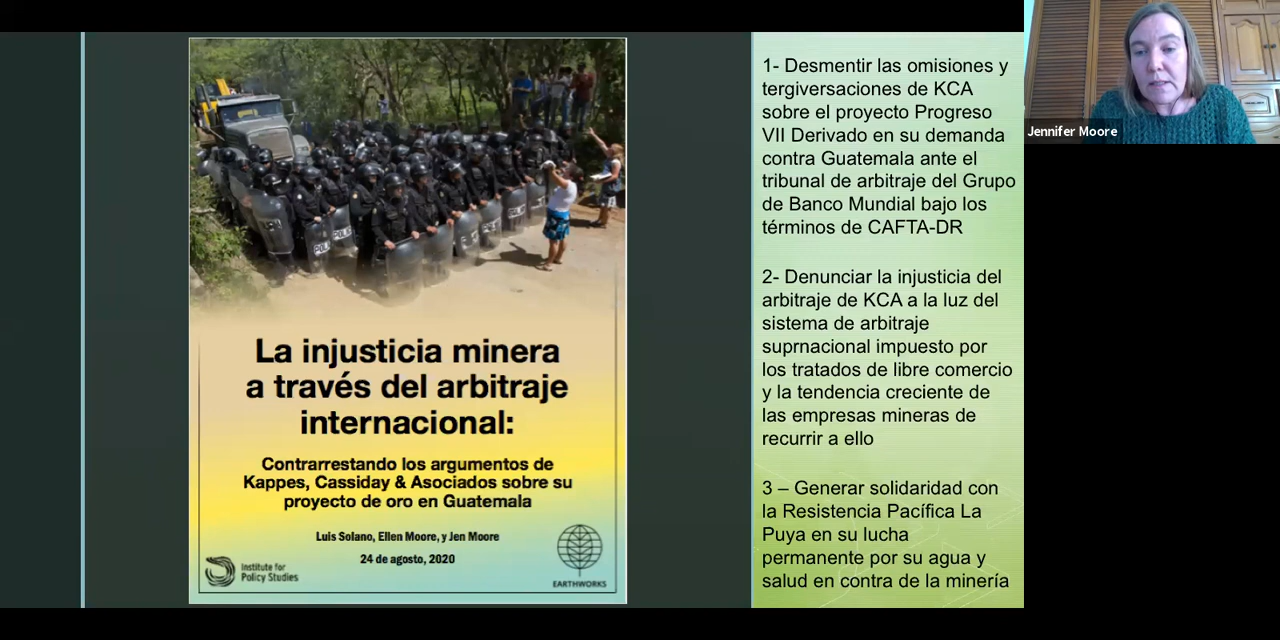 POLICIA
La injusticia minera
a través del arbitraje
internacional:
Contrarrestando los argumentos de
Kappes, Cassiday & Asociados sobre su
proyecto de oro en Guatemala
Luis Solano, Ellen Moore, y Jen Moore
24 de agosto, 2020
Institute for
Policy Studies
EARTHWORKS
1- Desmentir las omisiones y
tergiversaciones de KCA
sobre el proyecto Progreso
VII Derivado en su demanda
contra Guatemala ante el
tribunal de arbitraje del Grupo
de Banco Mundial bajo los
términos de CAFTA-DR
2- Denunciar la injusticia del
arbitraje de KCA a la luz del
sistema de arbitraje
suprnacional impuesto por
los tratados de libre comercio
y la tendencia creciente de
las empresas mineras de
recurrir a ello
3 – Generar solidaridad con
la Resistencia Pacífica La
Puya en su lucha
permanente por su agua y
salud en contra de la minería
Jennifer Moore